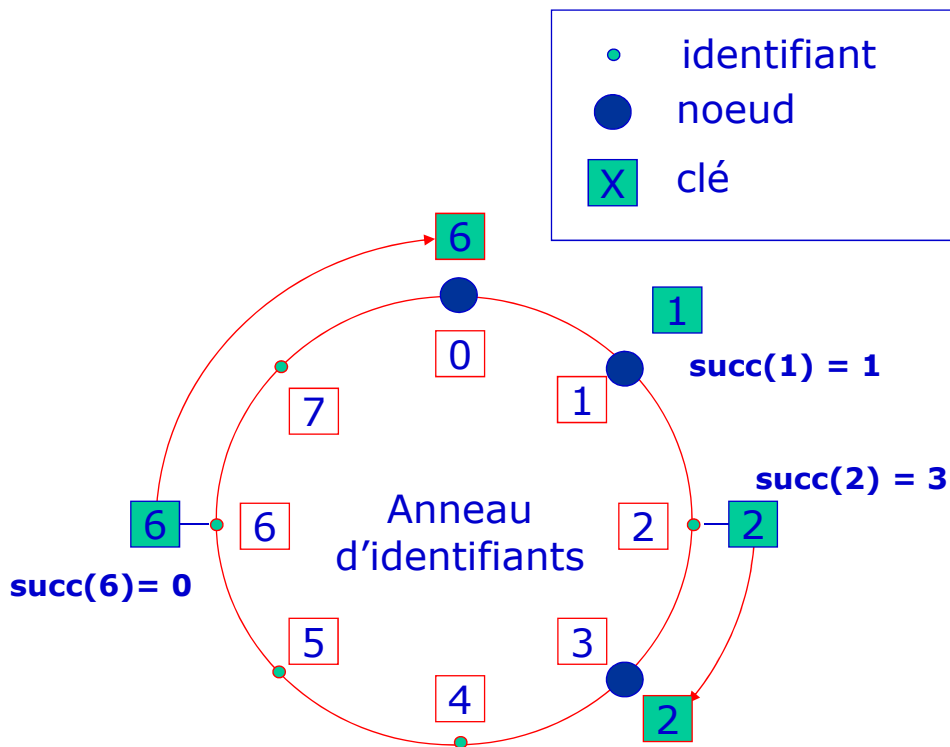 identifiant
noeud
X clé
6
1
0
succ(1) = 1
1
7
succ(2) = 3
6
6
Anneau
d’identifiants
2
2
succ(6)= 0
5
3
4
2